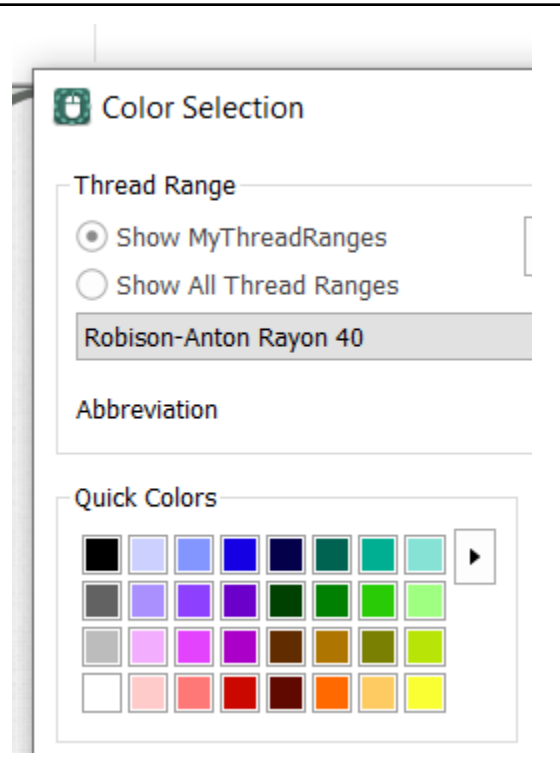 Color Selection
Thread Range
Show MyThreadRanges
Show All Thread Ranges
Robison-Anton Rayon 40
Abbreviation
Quick Colors